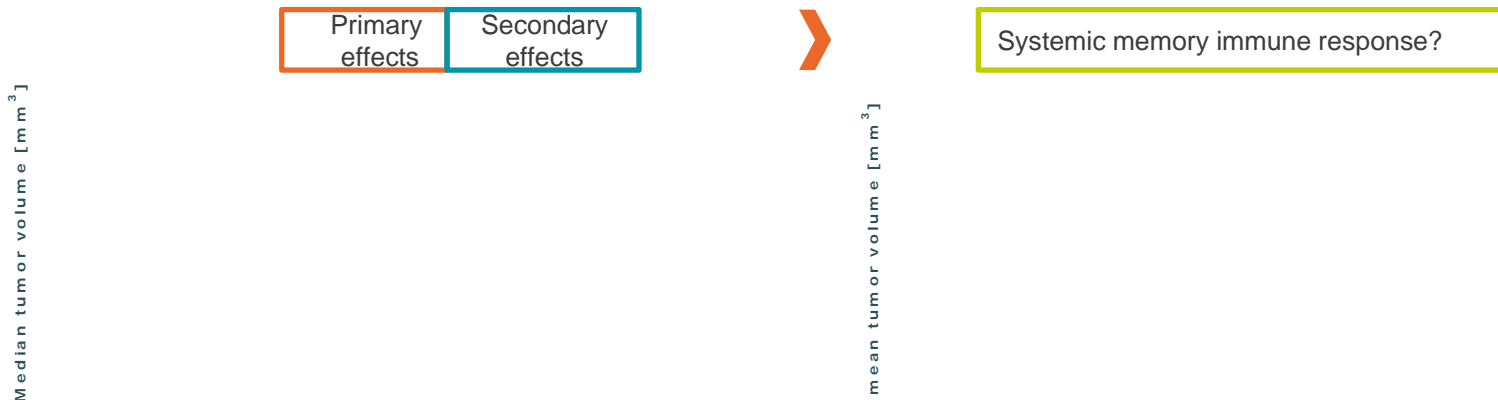 Primary
effects
Secondary
effects
Systemic memory immune response?
Median tumor volume [mm³]
mean tumor volume [mm³]